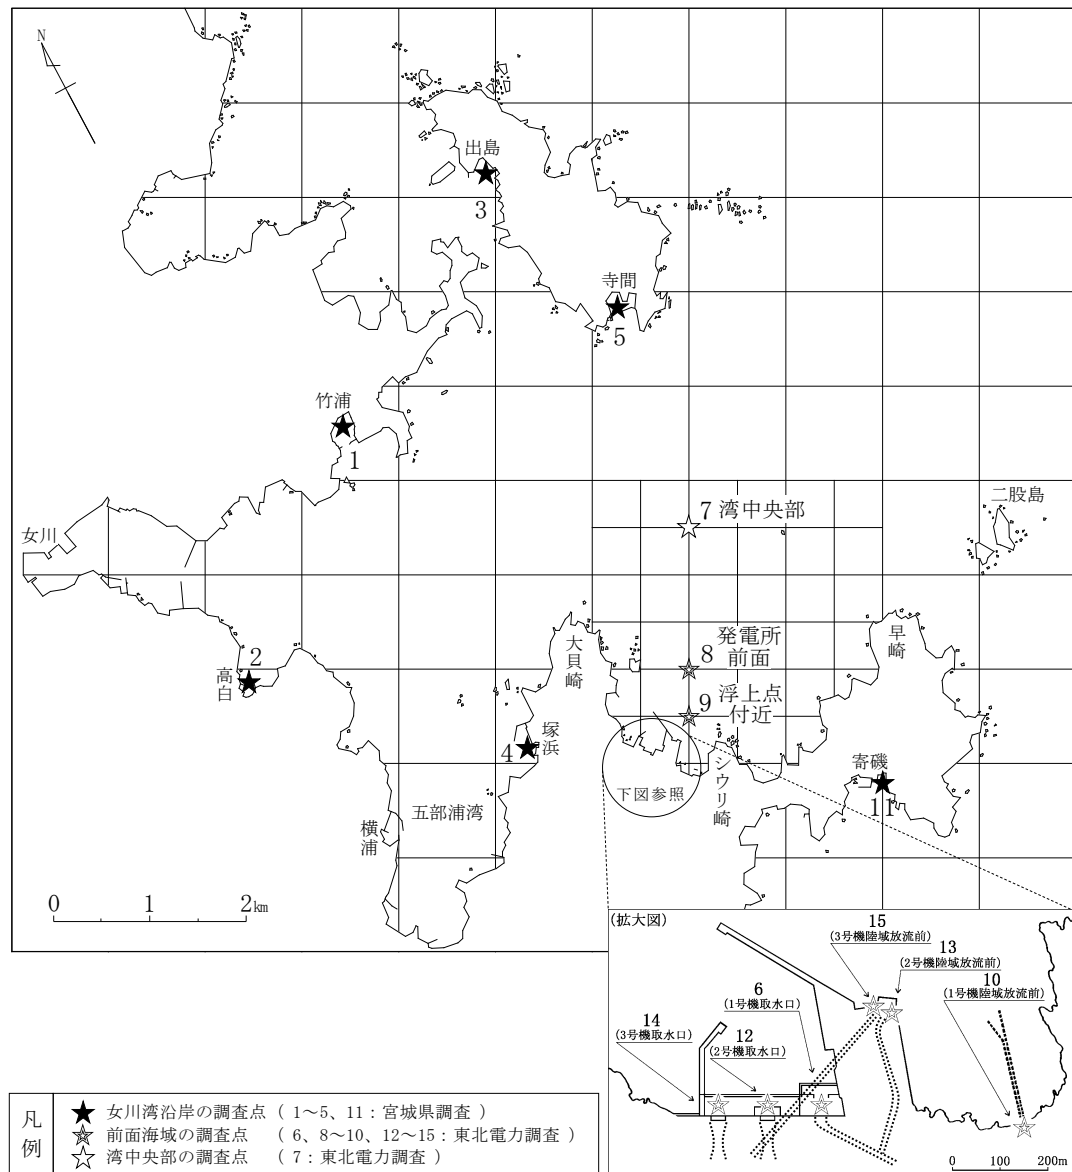 N
出島
3
寺間
5
竹浦
1
女川
7 湾中央部
二股島
大貝崎
早崎
発電所
8 前面
2
高白
9 浮上点
付近
塚浜
4
シウリ崎
寄磯
11
下図参照
五部浦湾
横浦
0 1 2km
(拡大図)
15
(3号機陸域放流前)
13
(2号機陸域放流前)
10
(1号機陸域放流前)
6
(1号機取水口)
14
(3号機取水口)
12
(2号機取水口)
0 100 200m
凡例
★ 女川湾沿岸の調査点 ( 1~5、11:宮城県調査 )
前面海域の調査点 ( 6、8~10、12~15:東北電力調査 )
☆ 湾中央部の調査点 ( 7:東北電力調査 )